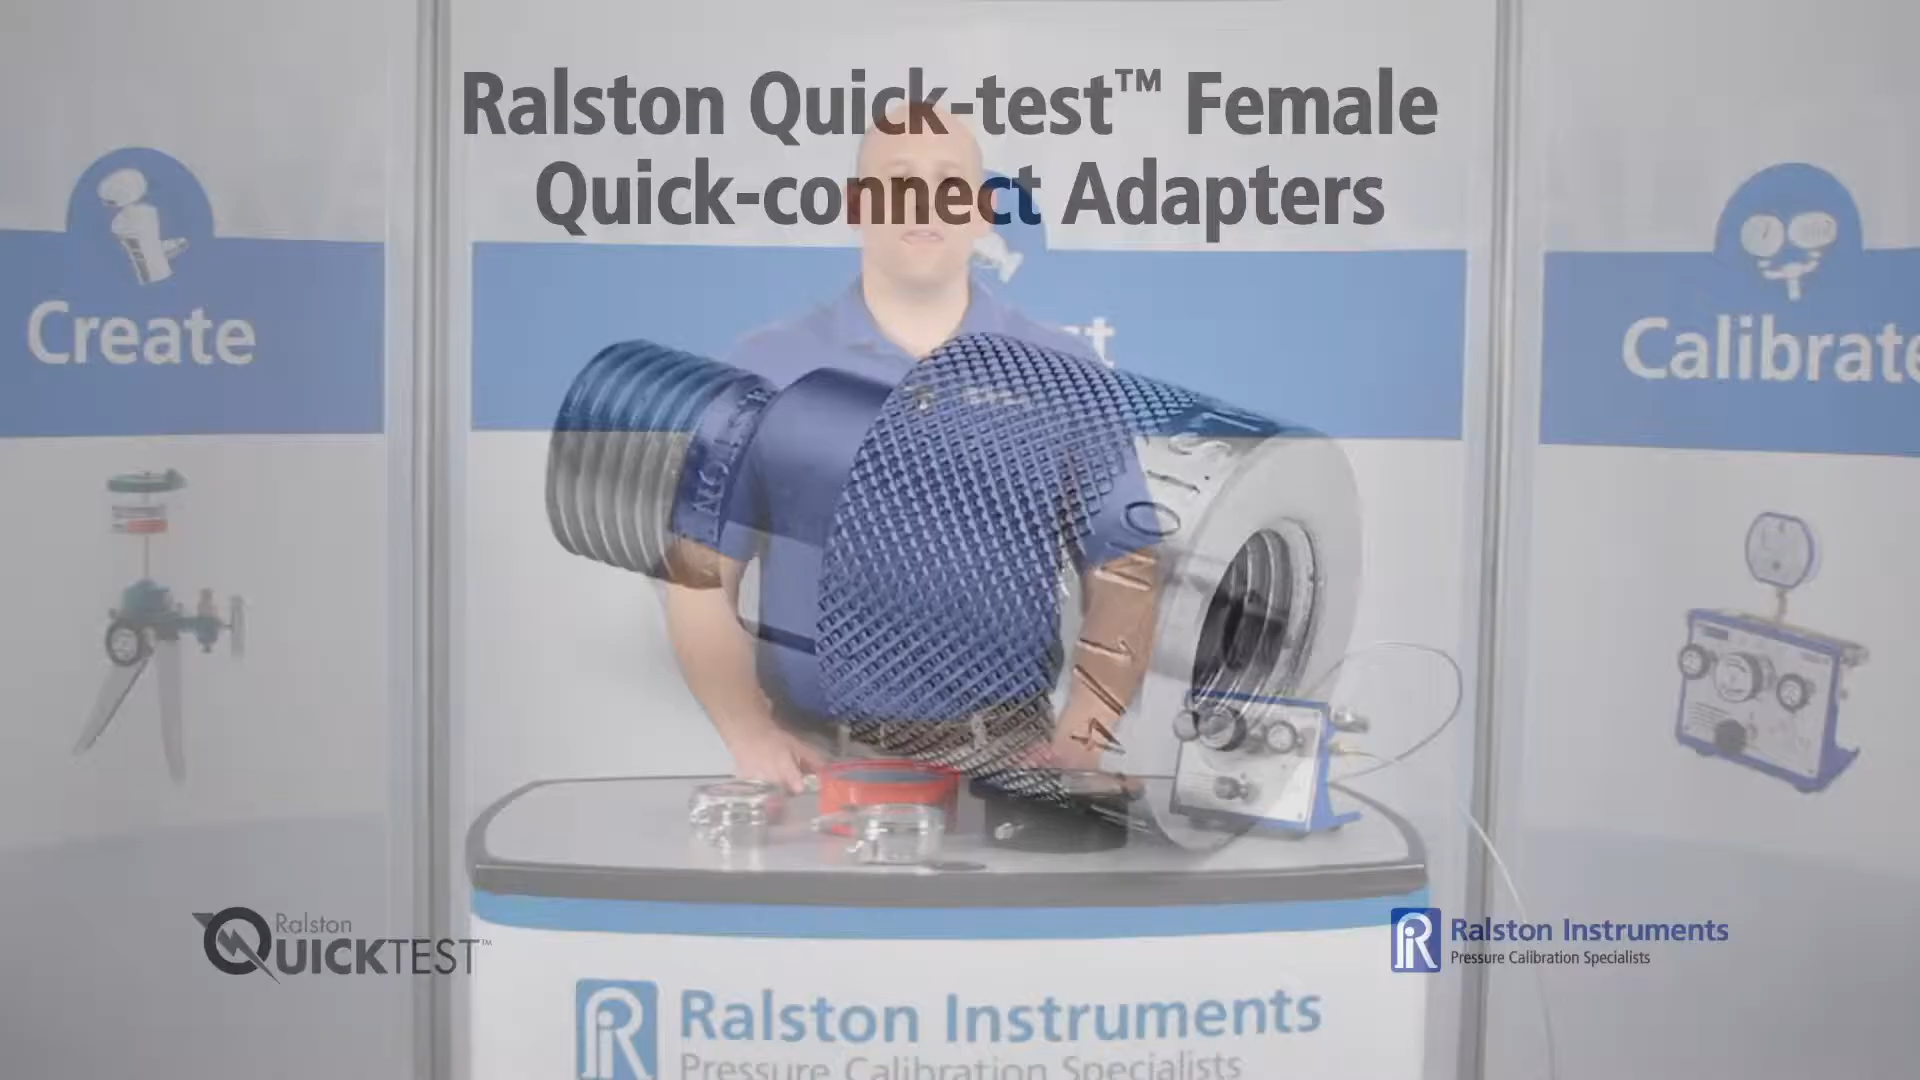 Ralston Quick-test™ Female
Quick-connect Adapters
Create
Calibrate
Ralston
QUICKTEST™
Ralston Instruments
Pressure Calibration Specialists
Ralston Instruments
Pressure Calibration Specialists